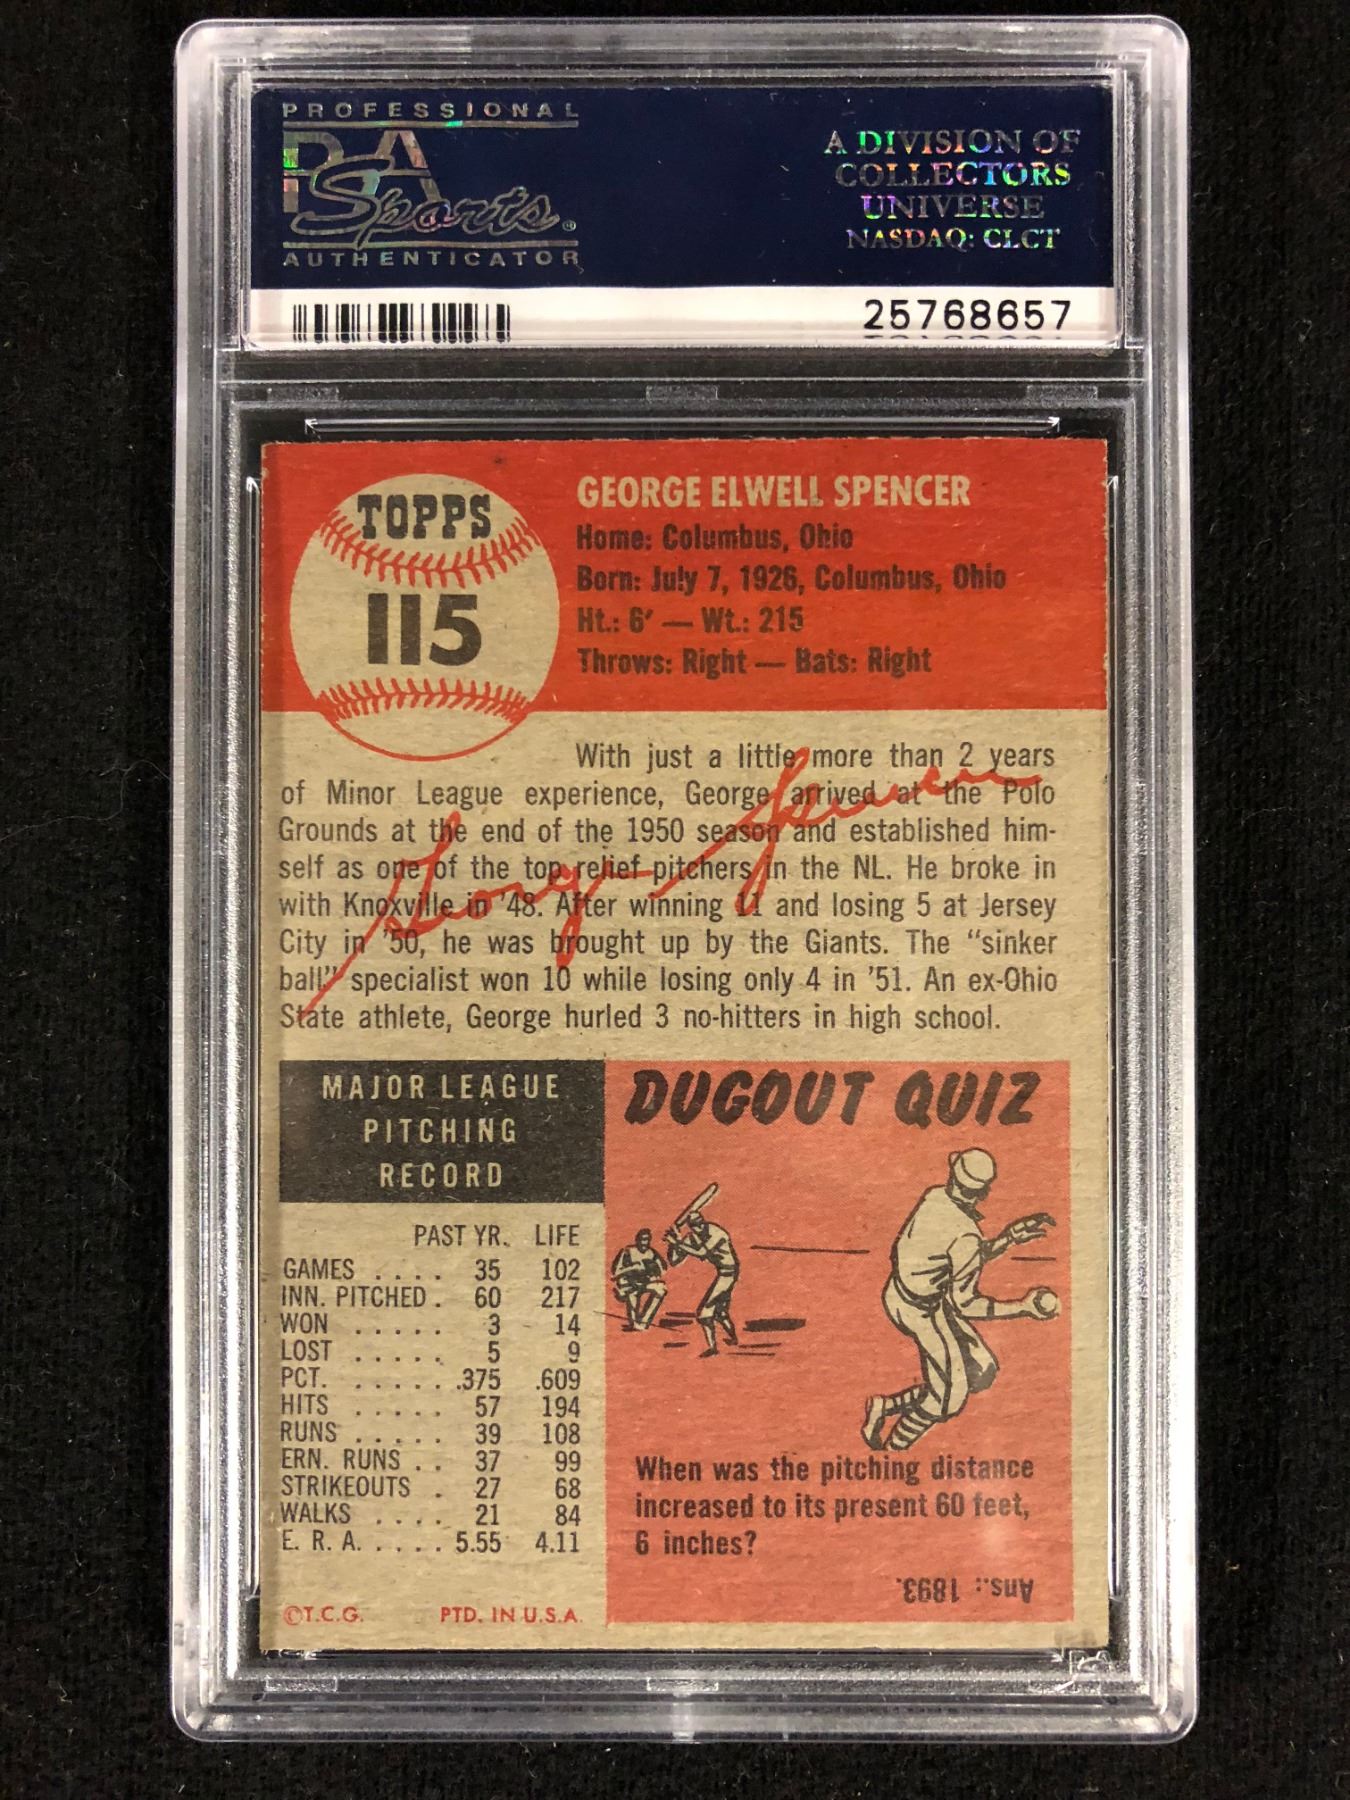 PROFESSIONAL
PSA
Sports
AUTHENTICATOR
A DIVISION OF
COLLECTORS
UNIVERSE
NASDAQ: CLCT
25768657
TOPPS
115
GEORGE ELWELL SPENCER
Home: Columbus, Ohio
Born: July 7, 1926, Columbus, Ohio
Ht.: 6' — Wt.: 215
Throws: Right — Bats: Right
With just a little more than 2 years
of Minor League experience, George arrived at the Polo
Grounds at the end of the 1950 season and established him-
self as one of the top relief pitchers in the NL. He broke in
with Knoxville in '48. After winning 11 and losing 5 at Jersey
City in '50, he was brought up by the Giants. The "sinker
ball" specialist won 10 while losing only 4 in '51. An ex-Ohio
State athlete, George hurled 3 no-hitters in high school.
George Spencer
MAJOR LEAGUE
PITCHING
RECORD
PAST YR. LIFE
GAMES . . . . 35 102
INN. PITCHED . 60 217
WON . . . . . 3 14
LOST . . . . . 5 9
PCT. . . . . . .375 .609
HITS . . . . . 57 194
RUNS . . . . . 39 108
ERN. RUNS . . 37 99
STRIKEOUTS . 27 68
WALKS . . . . 21 84
E. R. A. . . . . 5.55 4.11
©T.C.G. PTD. IN U.S.A.
DUGOUT QUIZ
When was the pitching distance
increased to its present 60 feet,
6 inches?
Ans.: 1893.